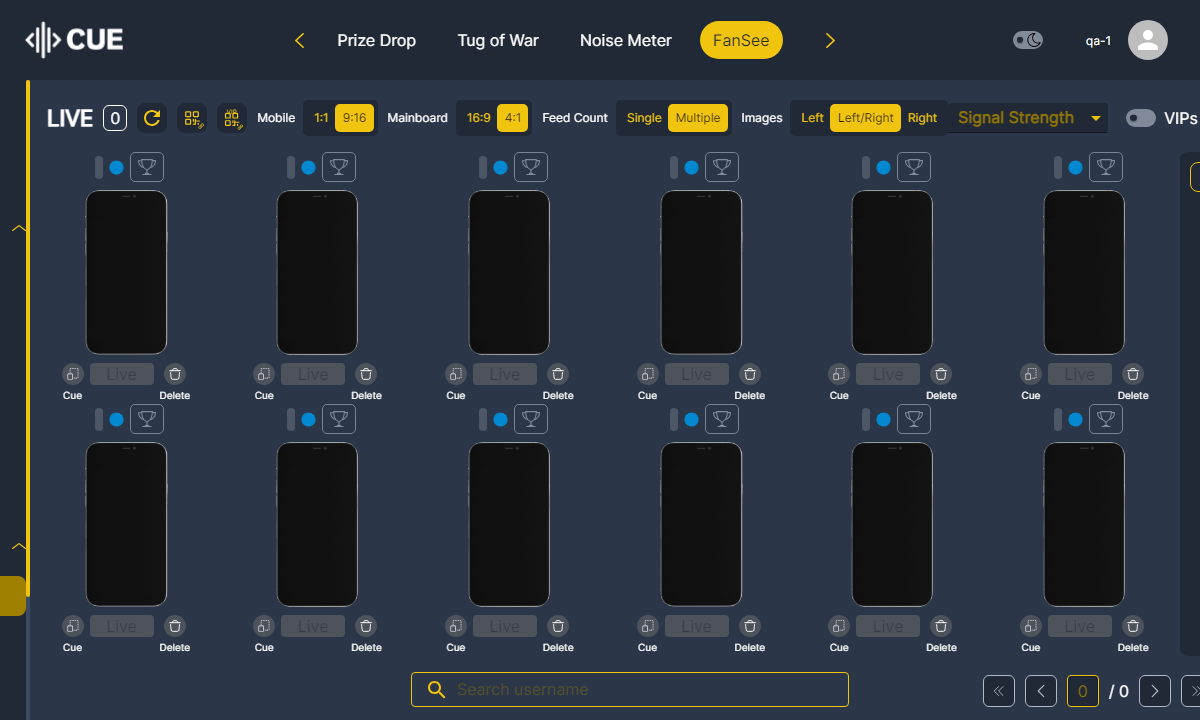 CUE
Prize Drop Tug of War Noise Meter FanSee
qa-1
LIVE 0 VIP Mobile 1:1 9:16 Mainboard 16:9 4:1 Feed Count Single Multiple Images Left Left/Right Right Signal Strength VIPs
Live Live Live Live Live Live
Cue Delete Cue Delete Cue Delete Cue Delete Cue Delete Cue Delete
Live Live Live Live Live Live
Cue Delete Cue Delete Cue Delete Cue Delete Cue Delete Cue Delete
Search username
0 / 0